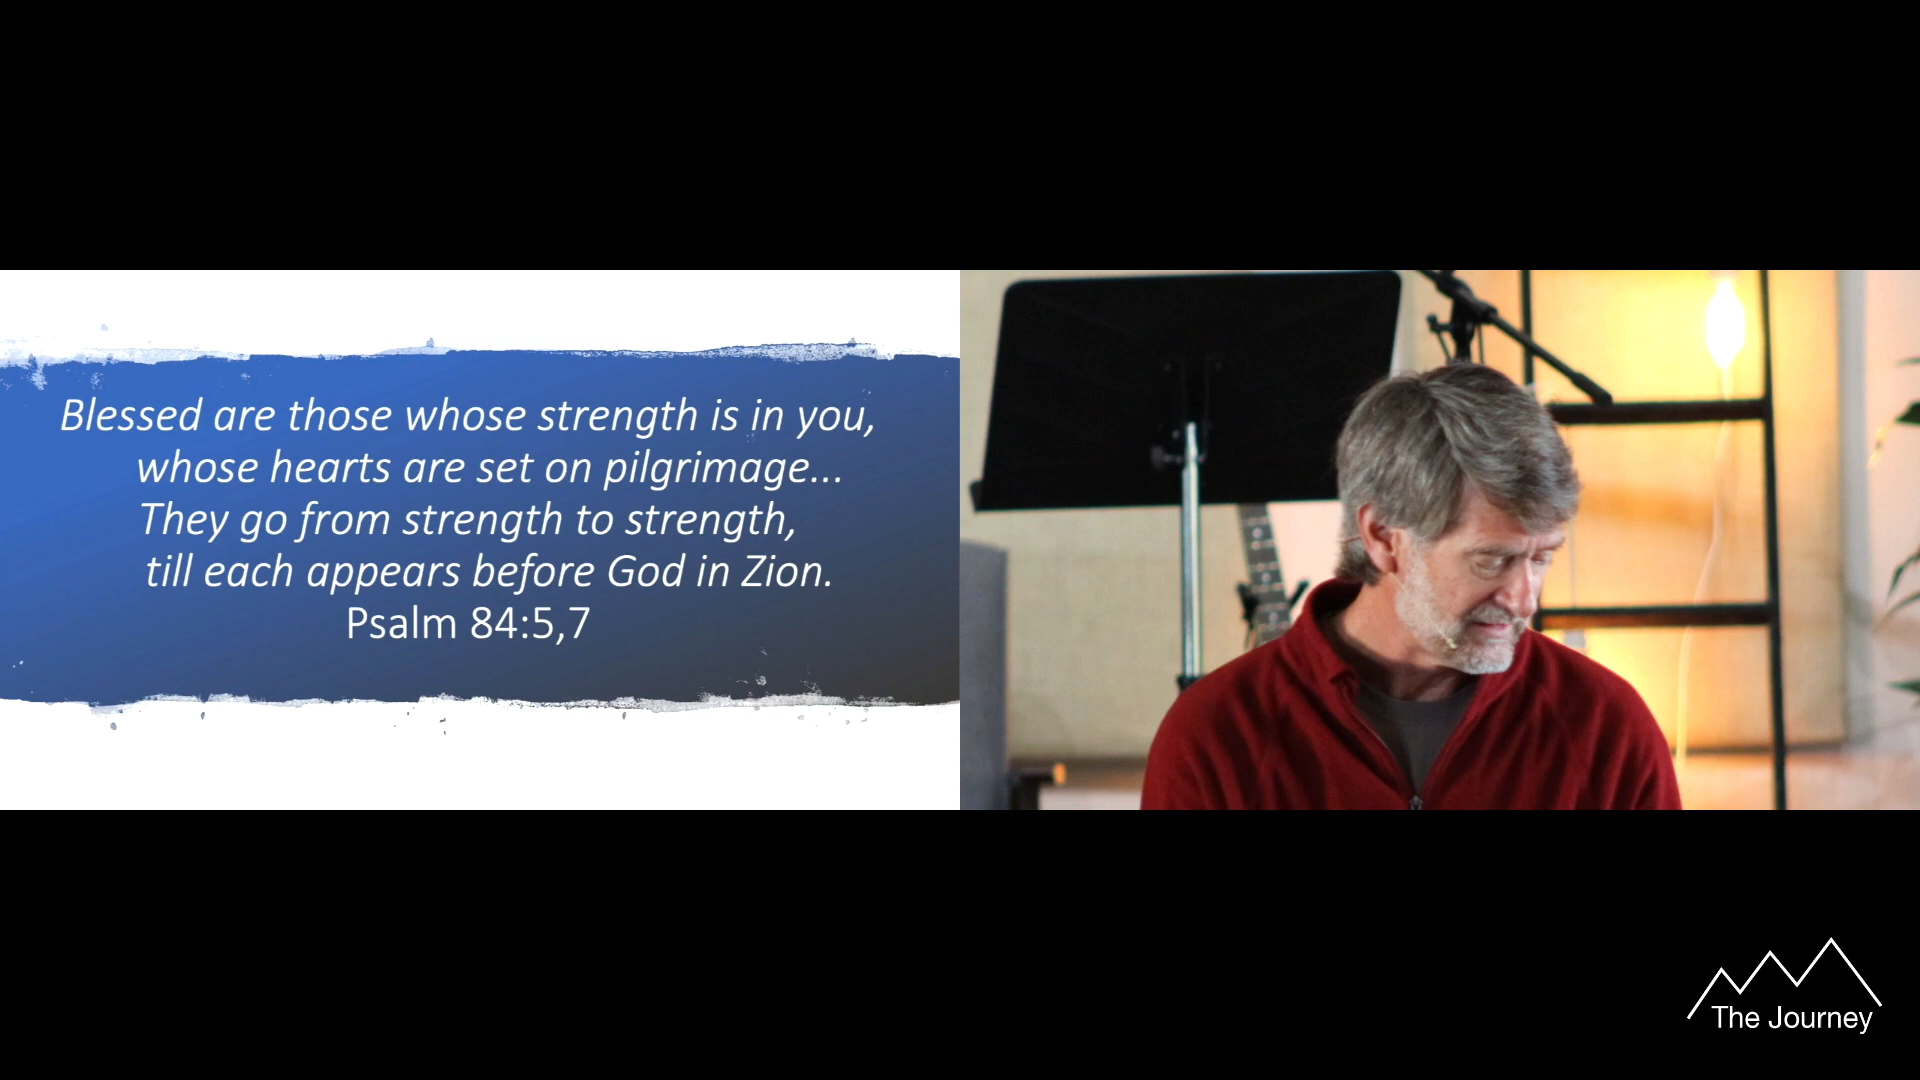 Blessed are those whose strength is in you,
whose hearts are set on pilgrimage...
They go from strength to strength,
till each appears before God in Zion.
Psalm 84:5,7
The Journey